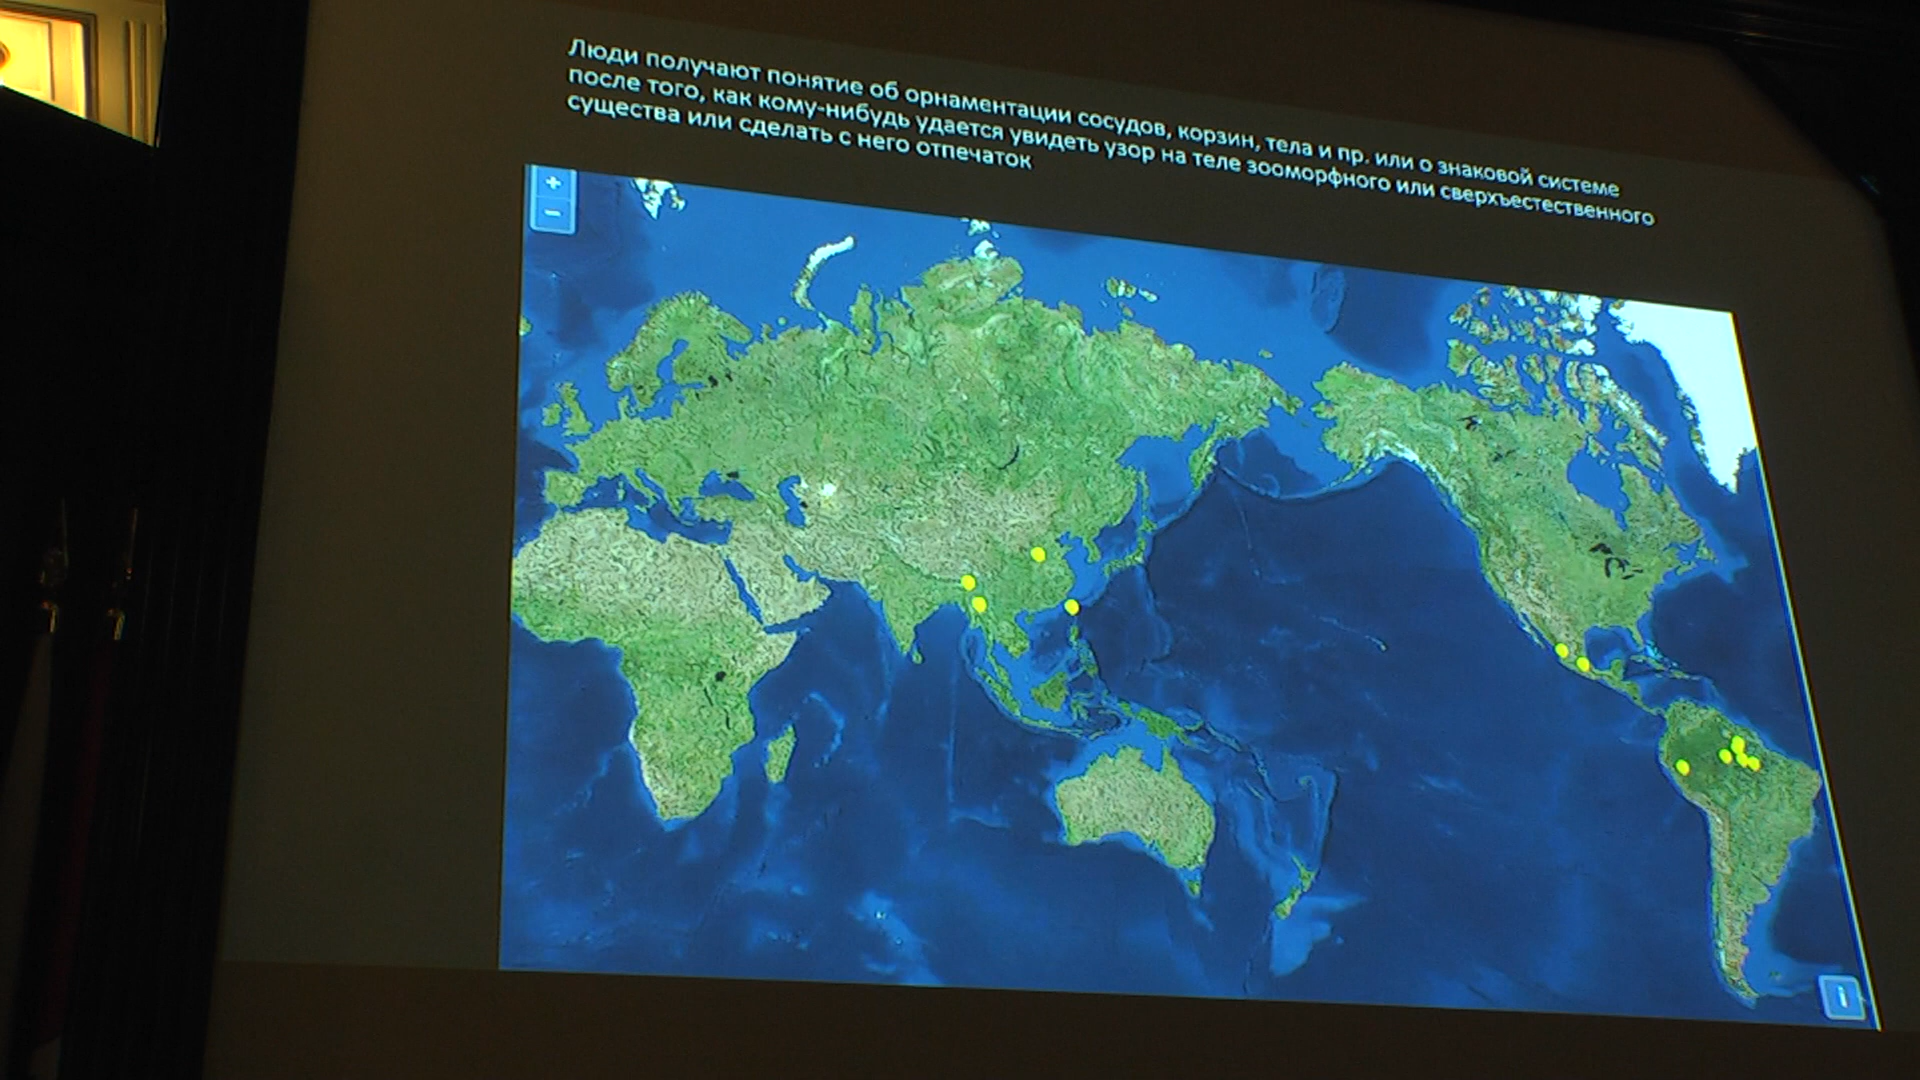 Люди получают понятие об орнаментации сосудов, корзин, тела и пр. или о знаковой системе
после того, как кому-нибудь удается увидеть узор на теле зооморфного или сверхъестественного
существа или сделать с него отпечаток
+
−
i